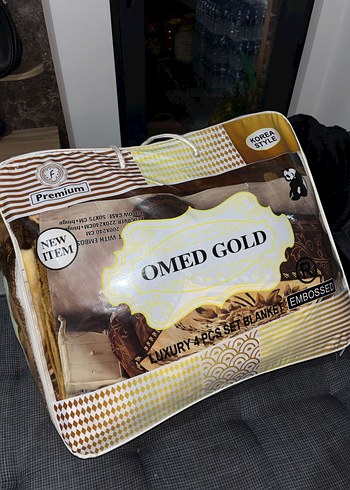 KOREA
STYLE
Premium
NEW
ITEM
OMED GOLD
R
EMBOSSED
LUXURY 4 PCS SET BLANKET